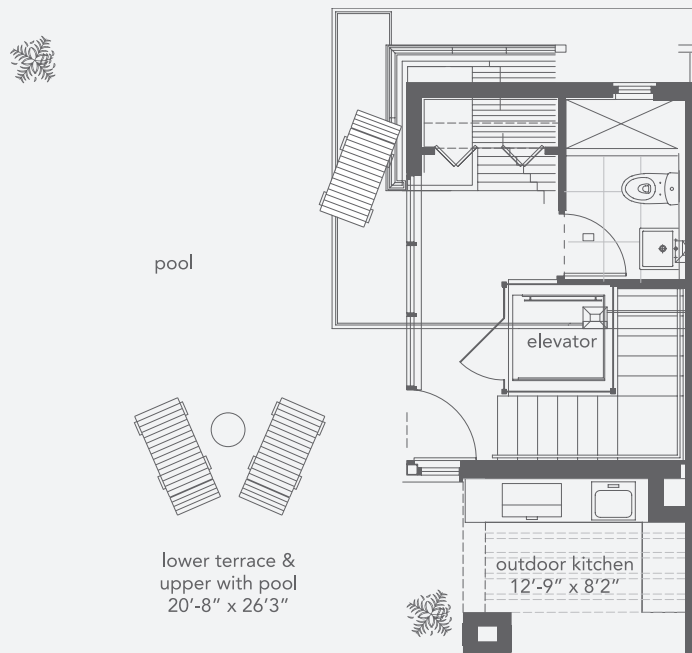 pool
elevator
lower terrace &
upper with pool
20'-8" x 26'3"
outdoor kitchen
12'-9" x 8'2"